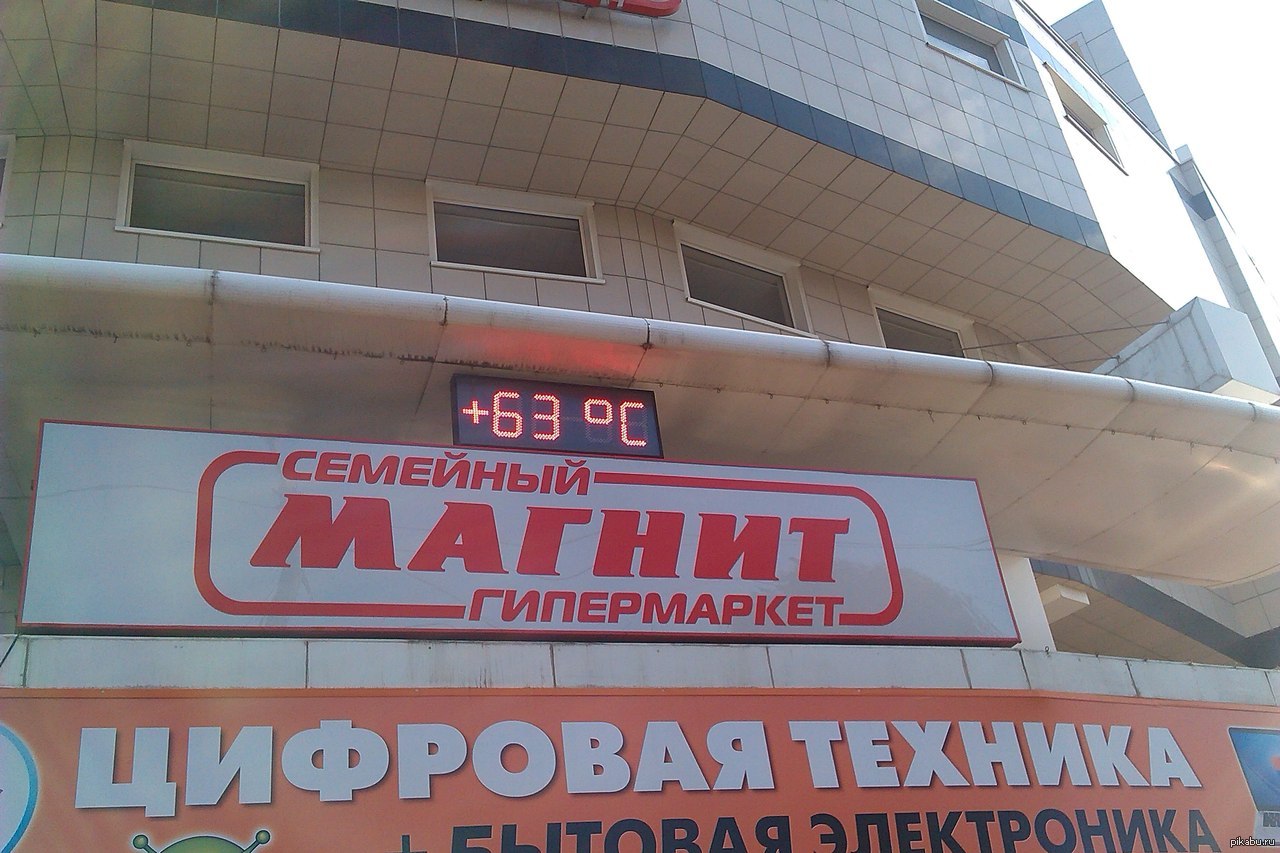 +63 °C
СЕМЕЙНЫЙ
МАГНИТ
ГИПЕРМАРКЕТ
ЦИФРОВАЯ ТЕХНИКА
+ БЫТОВАЯ ЭЛЕКТРОНИКА
pikabu.ru